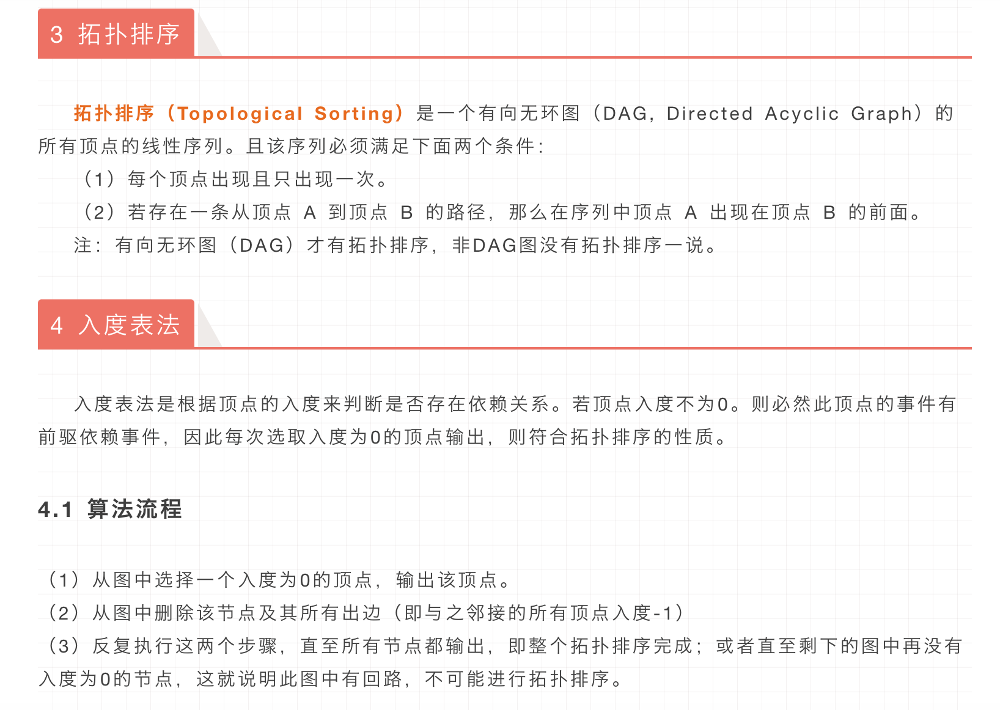 3 拓扑排序
拓扑排序（Topological Sorting）是一个有向无环图（DAG, Directed Acyclic Graph）的
所有顶点的线性序列。且该序列必须满足下面两个条件：
（1）每个顶点出现且只出现一次。
（2）若存在一条从顶点 A 到顶点 B 的路径，那么在序列中顶点 A 出现在顶点 B 的前面。
注：有向无环图（DAG）才有拓扑排序，非DAG图没有拓扑排序一说。
4 入度表法
入度表法是根据顶点的入度来判断是否存在依赖关系。若顶点入度不为0。则必然此顶点的事件有
前驱依赖事件，因此每次选取入度为0的顶点输出，则符合拓扑排序的性质。
4.1 算法流程
（1）从图中选择一个入度为0的顶点，输出该顶点。
（2）从图中删除该节点及其所有出边（即与之邻接的所有顶点入度-1）
（3）反复执行这两个步骤，直至所有节点都输出，即整个拓扑排序完成；或者直至剩下的图中再没有
入度为0的节点，这就说明此图中有回路，不可能进行拓扑排序。